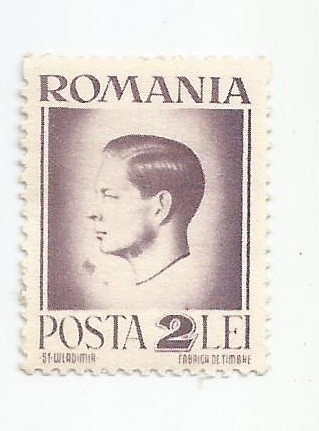 ROMANIA
POSTA 2 LEI
·ST·WLADIMIR· FABRICA DE TIMBRE